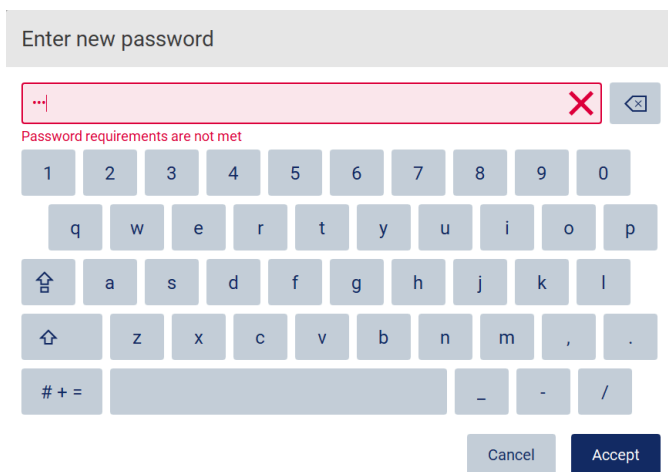 Enter new password
•••
Password requirements are not met
1 2 3 4 5 6 7 8 9 0
q w e r t y u i o p
a s d f g h j k l
z x c v b n m , .
# + = _ - /
Cancel Accept